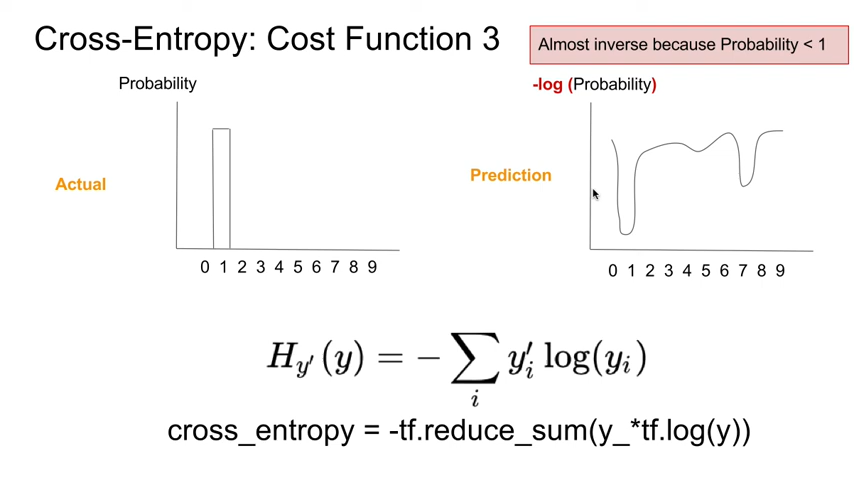 Cross-Entropy: Cost Function 3
Almost inverse because Probability < 1
Probability
-log (Probability)
Actual
Prediction
0 1 2 3 4 5 6 7 8 9
0 1 2 3 4 5 6 7 8 9
H_{y'}(y) = -\sum_i y'_i \log(y_i)
cross_entropy = -tf.reduce_sum(y_*tf.log(y))